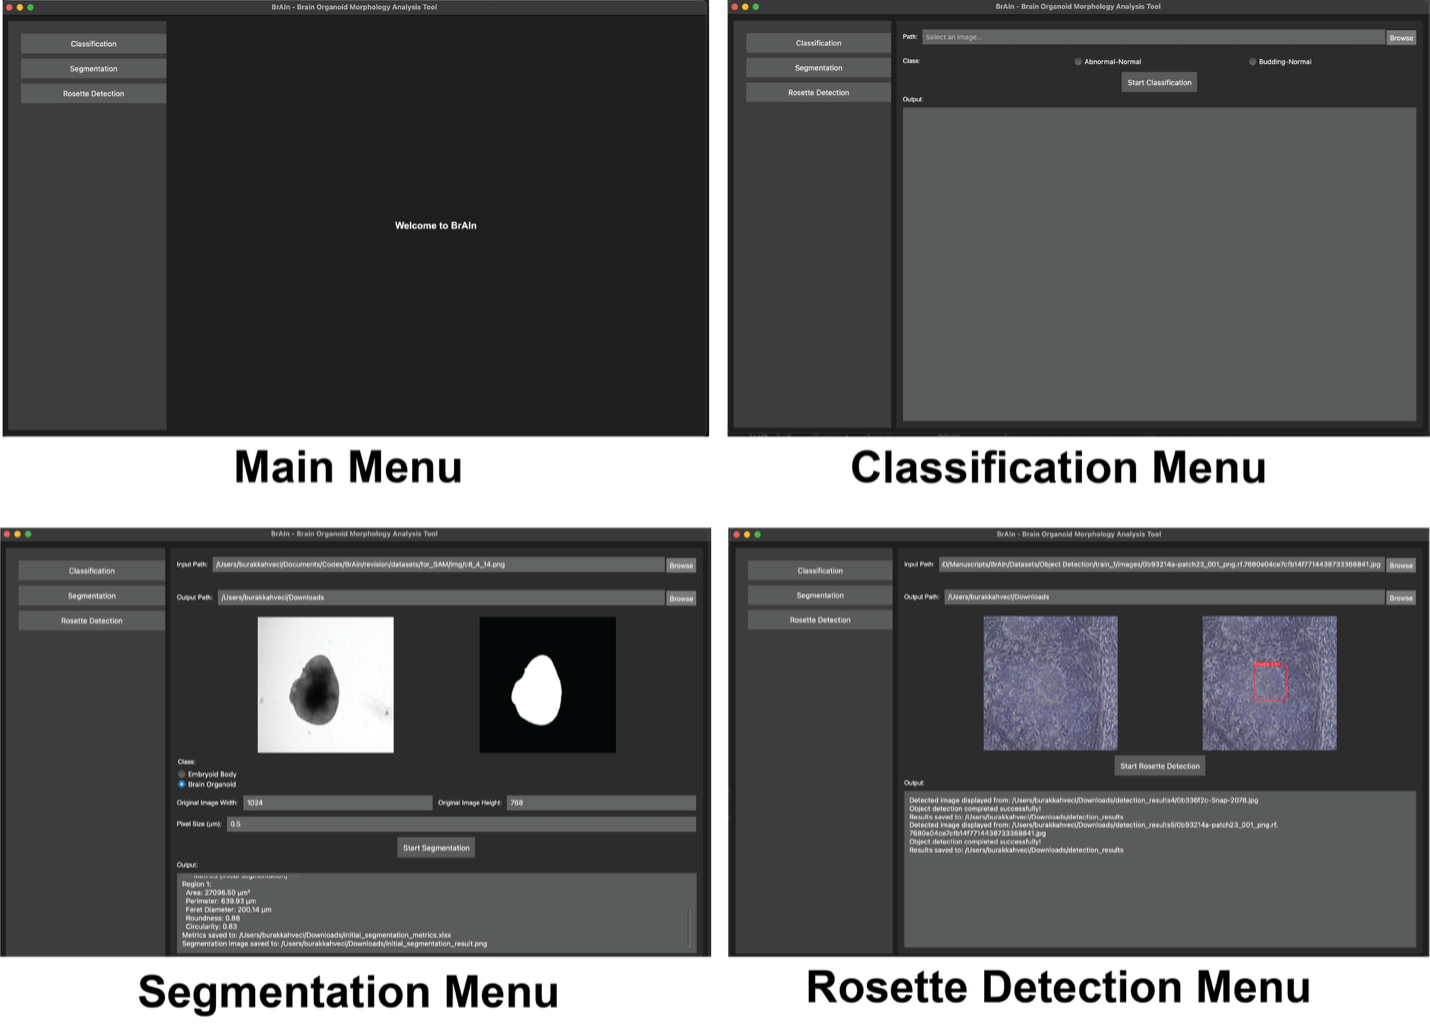 BrAIn - Brain Organoid Morphology Analysis Tool
Classification
Segmentation
Rosette Detection
Welcome to BrAIn
Main Menu
BrAIn - Brain Organoid Morphology Analysis Tool
Classification
Segmentation
Rosette Detection
Path: Select an image... Browse
Class: Abnormal-Normal Budding-Normal
Start Classification
Output:
Classification Menu
BrAIn - Brain Organoid Morphology Analysis Tool
Classification
Segmentation
Rosette Detection
Input Path: /Users/burakkahveci/Documents/Codes/BrAIn/revision/datasets/for_SAM/img/c8_4_14.png Browse
Output Path: /Users/burakkahveci/Downloads Browse
Class:
Embryoid Body
Brain Organoid
Original Image Width: 1024 Original Image Height: 768
Pixel Size (µm): 0.5
Start Segmentation
Output:
Metrics (Initial Segmentation)
Region 1:
Area: 27096.50 µm²
Perimeter: 639.93 µm
Feret Diameter: 200.14 µm
Roundness: 0.88
Circularity: 0.83
Metrics saved to: /Users/burakkahveci/Downloads/initial_segmentation_metrics.xlsx
Segmentation image saved to: /Users/burakkahveci/Downloads/initial_segmentation_result.png
Segmentation Menu
BrAIn - Brain Organoid Morphology Analysis Tool
Classification
Segmentation
Rosette Detection
Input Path: /Manuscripts/BrAIn/Datasets/Object Detection/train_1/images/0b93214a-patch23_001_png.rf.7680e04ce7cfb14f7714438733368841.jpg Browse
Output Path: /Users/burakkahveci/Downloads Browse
Start Rosette Detection
Output:
Detected image displayed from: /Users/burakkahveci/Downloads/detection_results4/0b336f2c-Snap-2078.jpg
Object detection completed successfully!
Results saved to: /Users/burakkahveci/Downloads/detection_results
Detected image displayed from: /Users/burakkahveci/Downloads/detection_results5/0b93214a-patch23_001_png.rf.
7680e04ce7cfb14f7714438733368841.jpg
Object detection completed successfully!
Results saved to: /Users/burakkahveci/Downloads/detection_results
Rosette Detection Menu